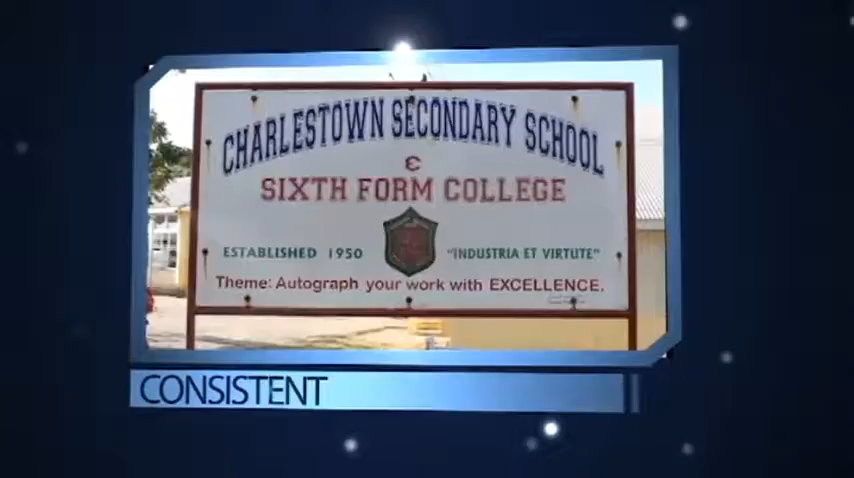 CHARLESTOWN SECONDARY SCHOOL
&
SIXTH FORM COLLEGE
ESTABLISHED 1950 "INDUSTRIA ET VIRTUTE"
Theme: Autograph your work with EXCELLENCE.
CONSISTENT